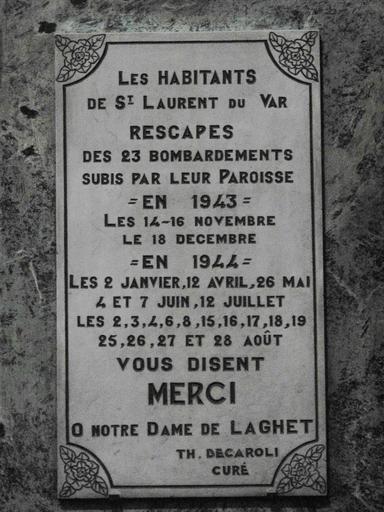 Les HABITANTS
DE ST LAURENT DU VAR
RESCAPES
DES 23 BOMBARDEMENTS
SUBIS PAR LEUR PAROISSE
= EN 1943 =
LES 14-16 NOVEMBRE
LE 18 DECEMBRE
= EN 1944 =
LES 2 JANVIER, 12 AVRIL, 26 MAI
4 ET 7 JUIN, 12 JUILLET
LES 2,3,4,6,8,15,16,17,18,19
25,26,27 ET 28 AOÛT
VOUS DISENT
MERCI
O NOTRE DAME DE LAGHET
TH. DECAROLI
CURÉ